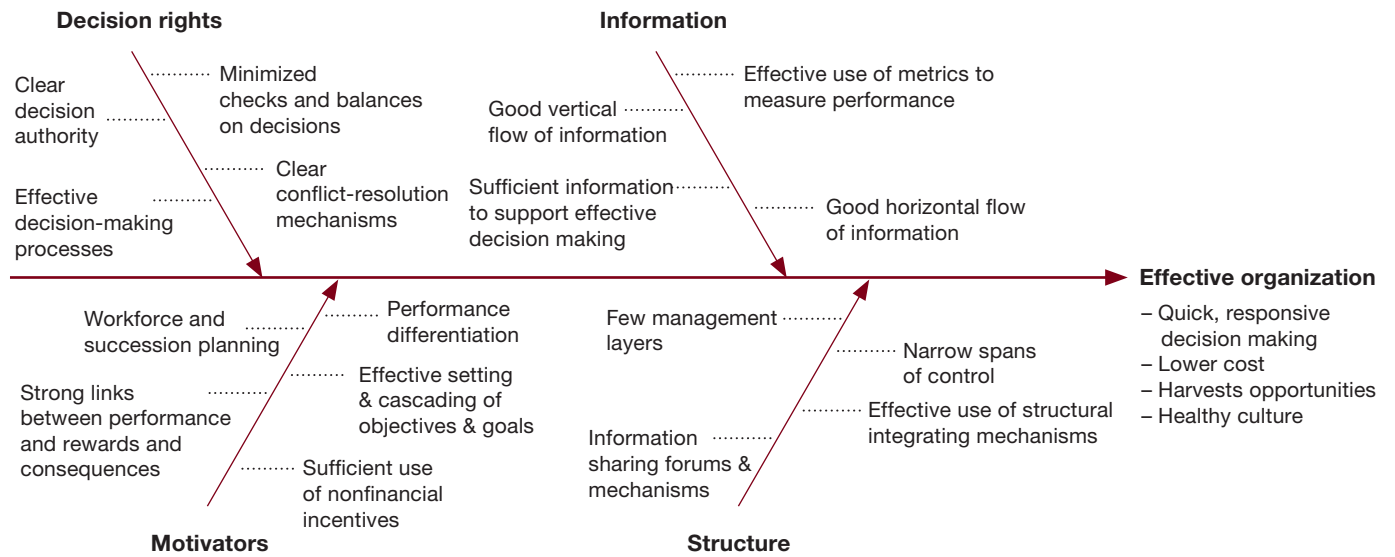 Decision rights
Clear
decision
authority
Minimized
checks and balances
on decisions
Effective
decision-making
processes
Clear
conflict-resolution
mechanisms
Information
Effective use of metrics to
measure performance
Good vertical
flow of information
Sufficient information
to support effective
decision making
Good horizontal flow
of information
Effective organization
– Quick, responsive
decision making
– Lower cost
– Harvests opportunities
– Healthy culture
Workforce and
succession planning
Performance
differentiation
Strong links
between performance
and rewards and
consequences
Effective setting
& cascading of
objectives & goals
Sufficient use
of nonfinancial
incentives
Motivators
Few management
layers
Narrow spans
of control
Effective use of structural
integrating mechanisms
Information
sharing forums &
mechanisms
Structure